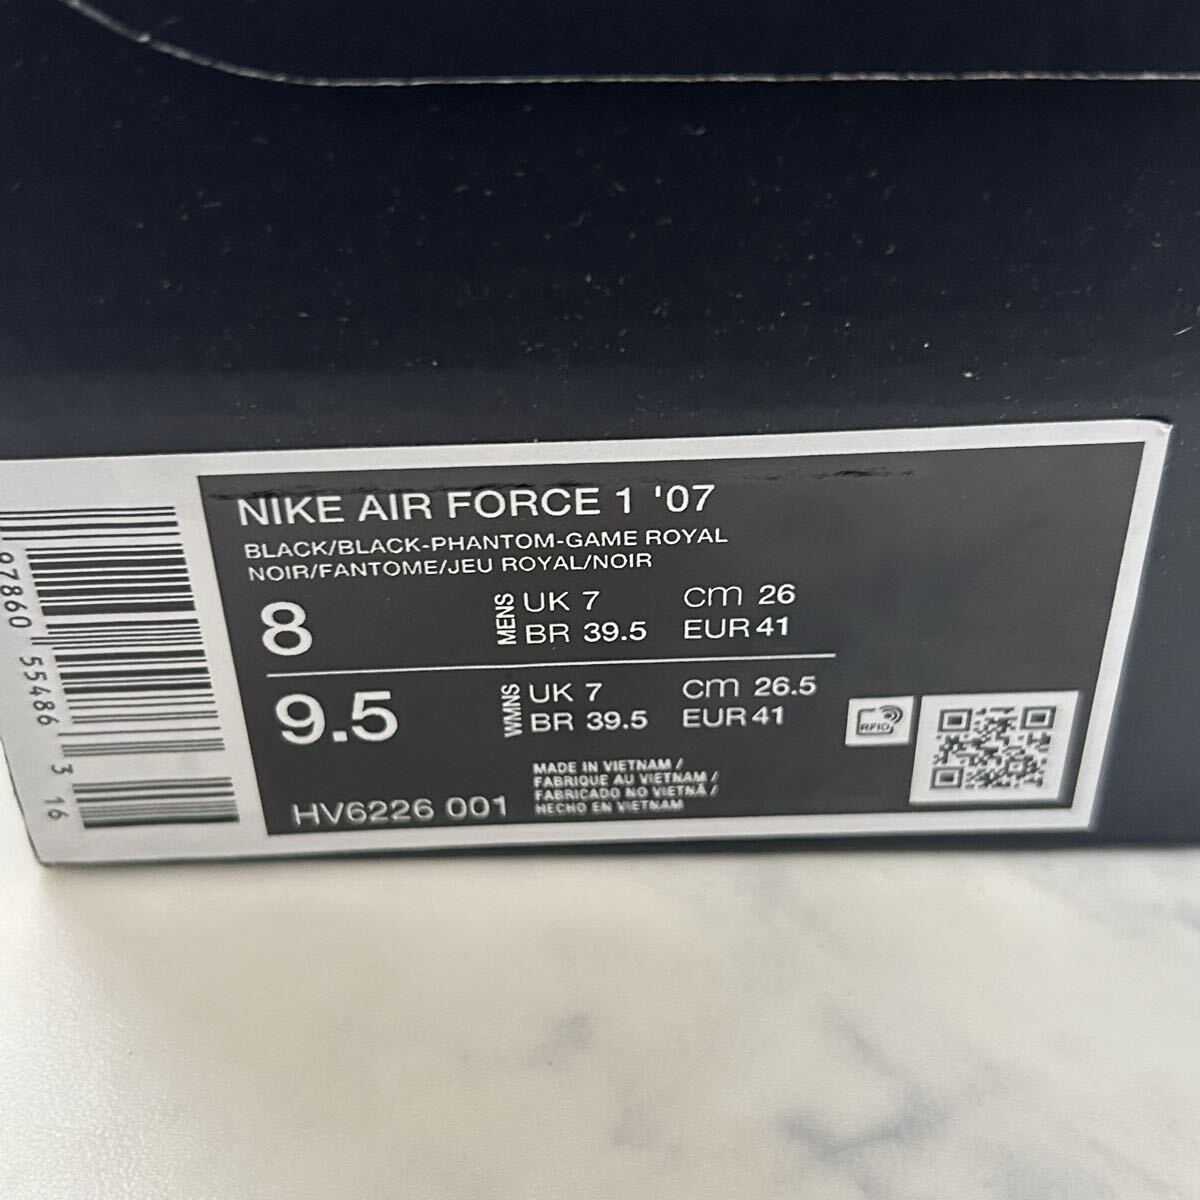 NIKE AIR FORCE 1 '07
BLACK/BLACK-PHANTOM-GAME ROYAL
NOIR/FANTOME/JEU ROYAL/NOIR
8 MENS UK 7 cm 26
BR 39.5 EUR 41
9.5 WMNS UK 7 cm 26.5
BR 39.5 EUR 41
RFID
HV6226 001
MADE IN VIETNAM /
FABRIQUE AU VIETNAM /
FABRICADO NO VIETNÃ /
HECHO EN VIETNAM
97860 55486 3 16